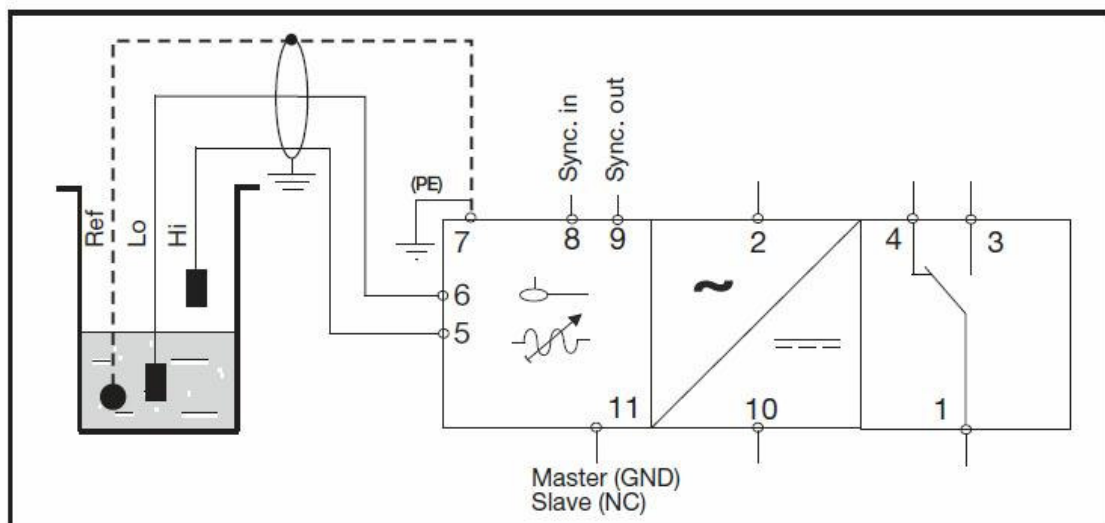 Ref
Lo
Hi
(PE)
Sync. in
Sync. out
7
8
9
2
4
3
6
5
~
11
10
1
Master (GND)
Slave (NC)